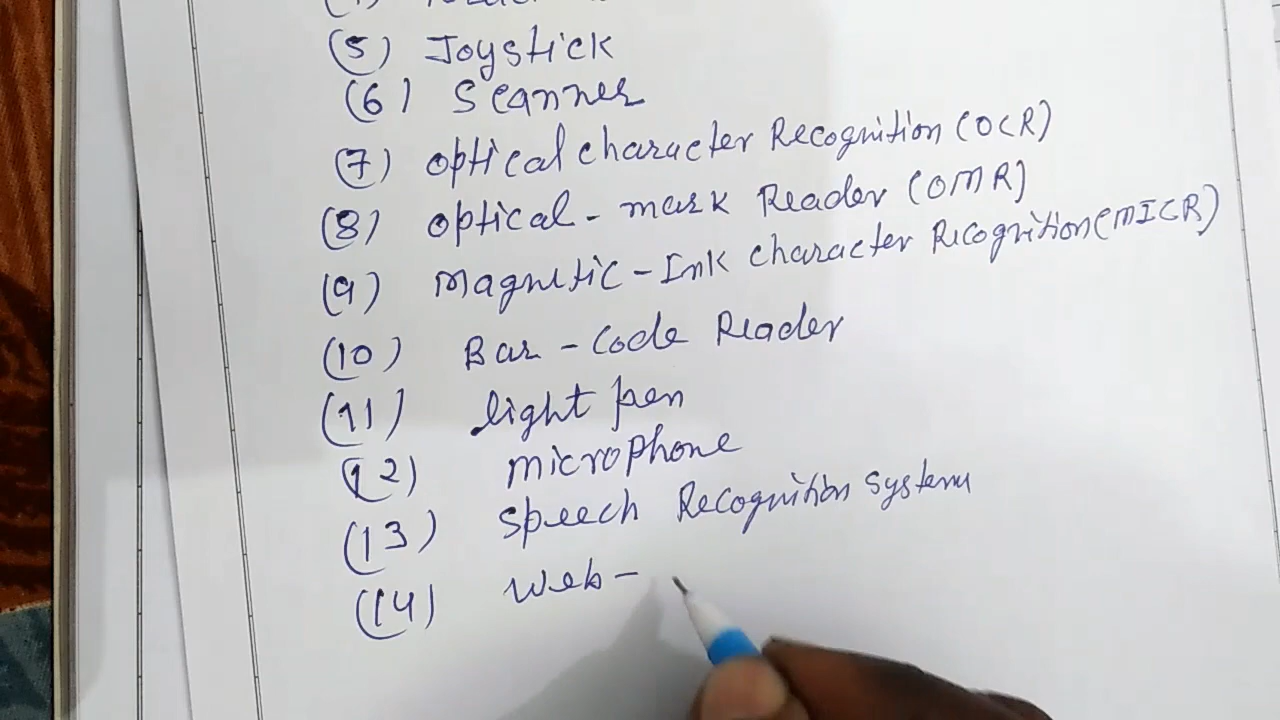 (5) Joystick
(6) Scanner
(7) optical character Recognition (OCR)
(8) optical - mark Reader (OMR)
(9) Magnetic - Ink character Recognition (MICR)
(10) Bar - Code Reader
(11) light pen
(12) microphone
(13) Speech Recognition System
(14) Web -